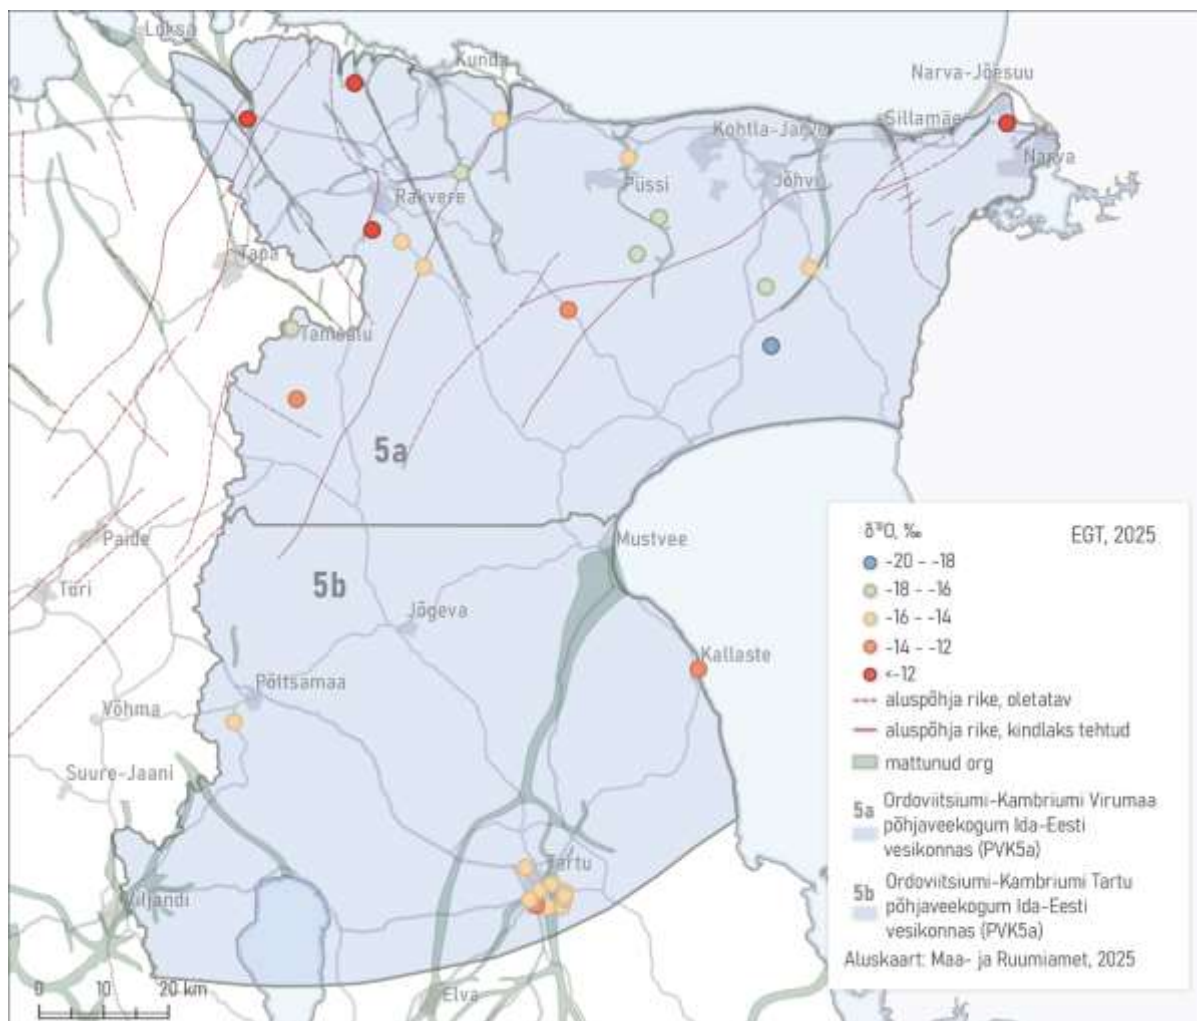 Loksa
Kunda
Narva-Jõesuu
Kohtla-Järve
Sillamäe
Narva
Püssi
Jõhvi
Rakvere
Tapa
Tamsalu
5a
Paide
Türi
Mustvee
5b
Jõgeva
Kallaste
Põltsamaa
Võhma
Suure-Jaani
Tartu
Viljandi
Elva
0 10 20 km
δ¹⁸O, ‰
EGT, 2025
-20 - -18
-18 - -16
-16 - -14
-14 - -12
<-12
aluspõhja rike, oletatav
aluspõhja rike, kindlaks tehtud
mattunud org
5a Ordoviitsiumi-Kambriumi Virumaa
põhjaveekogum Ida-Eesti
vesikonnas (PVK5a)
5b Ordoviitsiumi-Kambriumi Tartu
põhjaveekogum Ida-Eesti
vesikonnas (PVK5a)
Aluskaart: Maa- ja Ruumiamet, 2025